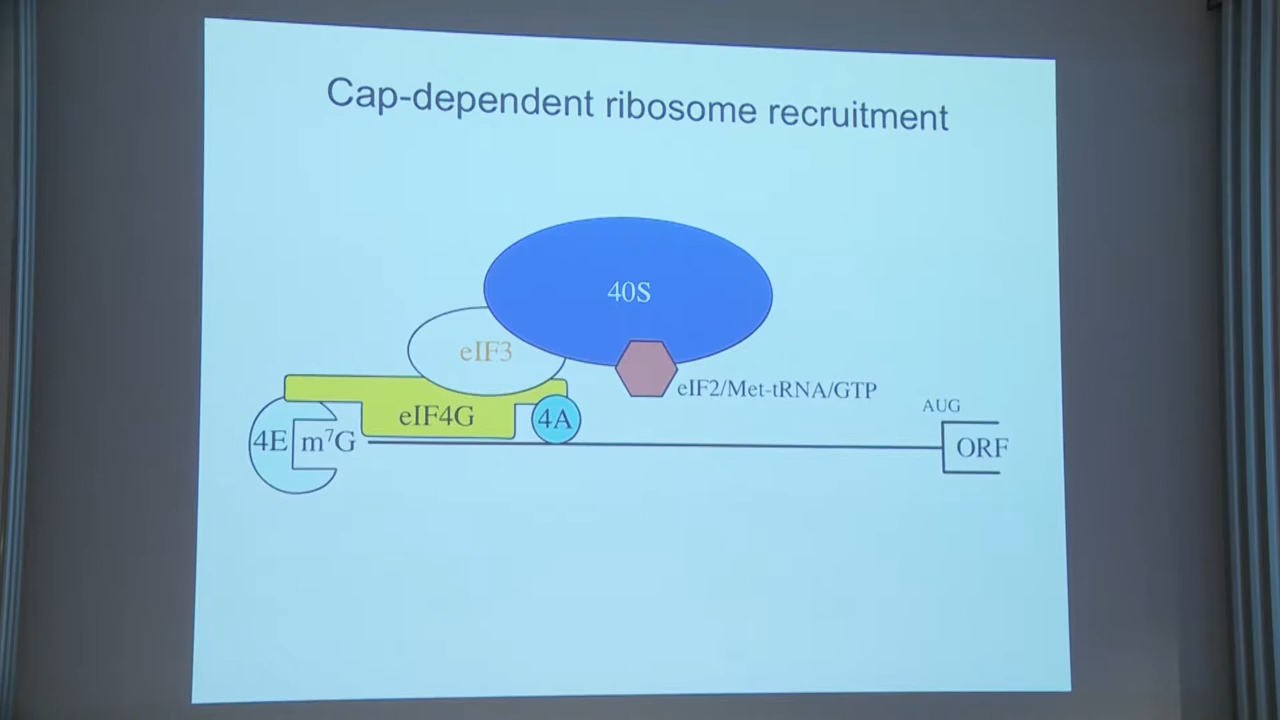 Cap-dependent ribosome recruitment
40S
eIF3
eIF2/Met-tRNA/GTP
eIF4G
4A
AUG
4E
m⁷G
ORF